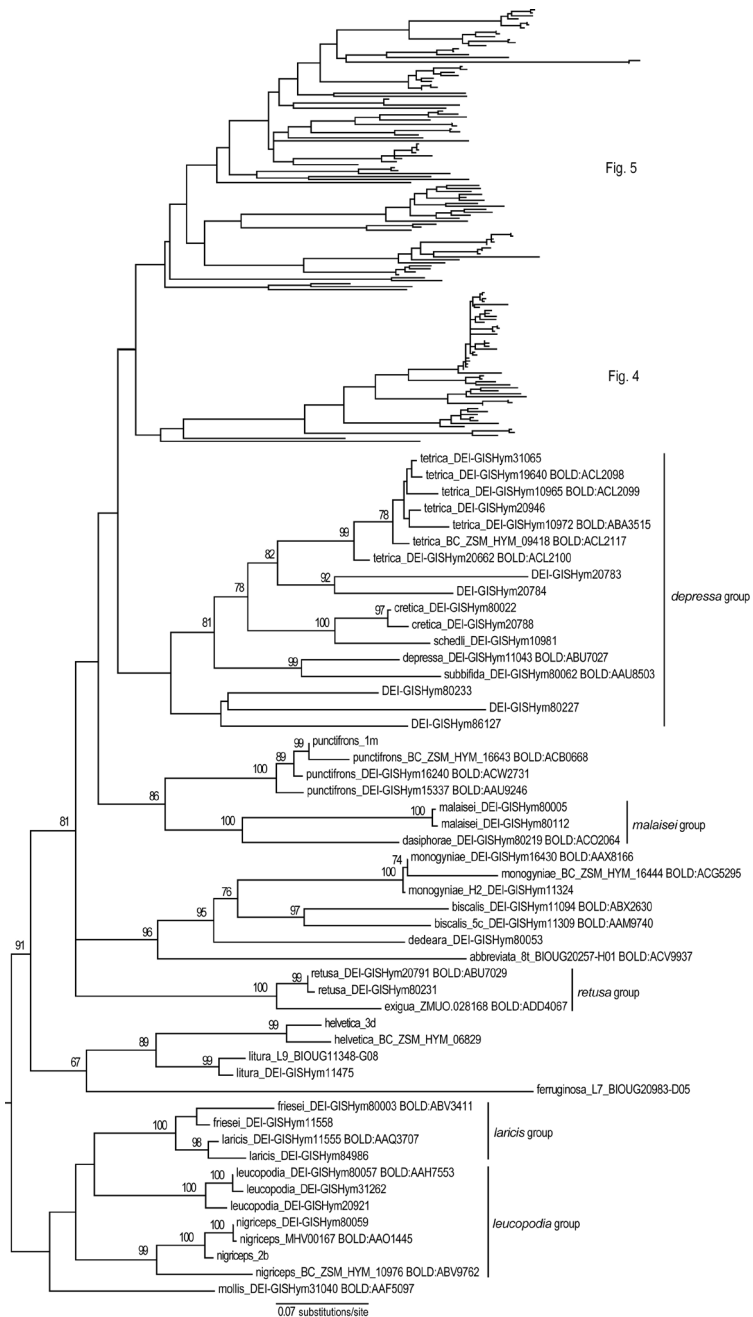 Fig. 5
Fig. 4
tetrica_DEI-GISHym31065
tetrica_DEI-GISHym19640 BOLD:ACL2098
tetrica_DEI-GISHym10965 BOLD:ACL2099
tetrica_DEI-GISHym20946
78
tetrica_DEI-GISHym10972 BOLD:ABA3515
99
tetrica_BC_ZSM_HYM_09418 BOLD:ACL2117
82
tetrica_DEI-GISHym20662 BOLD:ACL2100
92
DEI-GISHym20783
78
DEI-GISHym20784
depressa group
97
cretica_DEI-GISHym80022
81
100
cretica_DEI-GISHym20788
schedli_DEI-GISHym10981
99
depressa_DEI-GISHym11043 BOLD:ABU7027
subbifida_DEI-GISHym80062 BOLD:AAU8503
DEI-GISHym80233
DEI-GISHym80227
DEI-GISHym86127
99
punctifrons_1m
89
punctifrons_BC_ZSM_HYM_16643 BOLD:ACB0668
100
punctifrons_DEI-GISHym16240 BOLD:ACW2731
86
punctifrons_DEI-GISHym15337 BOLD:AAU9246
100
malaisei_DEI-GISHym80005
81
100
malaisei_DEI-GISHym80112
malaisei group
dasiphorae_DEI-GISHym80219 BOLD:ACO2064
74
monogyniae_DEI-GISHym16430 BOLD:AAX8166
100
monogyniae_BC_ZSM_HYM_16444 BOLD:ACG5295
76
monogyniae_H2_DEI-GISHym11324
97
biscalis_DEI-GISHym11094 BOLD:ABX2630
95
biscalis_5c_DEI-GISHym11309 BOLD:AAM9740
96
dedeara_DEI-GISHym80053
91
abbreviata_8t_BIOUG20257-H01 BOLD:ACV9937
99
retusa_DEI-GISHym20791 BOLD:ABU7029
100
retusa_DEI-GISHym80231
retusa group
exigua_ZMUO.028168 BOLD:ADD4067
99
helvetica_3d
89
helvetica_BC_ZSM_HYM_06829
99
litura_L9_BIOUG11348-G08
67
litura_DEI-GISHym11475
ferruginosa_L7_BIOUG20983-D05
friesei_DEI-GISHym80003 BOLD:ABV3411
100
friesei_DEI-GISHym11558
98
laricis_DEI-GISHym11555 BOLD:AAQ3707
laricis group
laricis_DEI-GISHym84986
100
leucopodia_DEI-GISHym80057 BOLD:AAH7553
100
leucopodia_DEI-GISHym31262
leucopodia_DEI-GISHym20921
leucopodia group
100
nigriceps_DEI-GISHym80059
100
nigriceps_MHV00167 BOLD:AAO1445
99
nigriceps_2b
nigriceps_BC_ZSM_HYM_10976 BOLD:ABV9762
mollis_DEI-GISHym31040 BOLD:AAF5097
0.07 substitutions/site